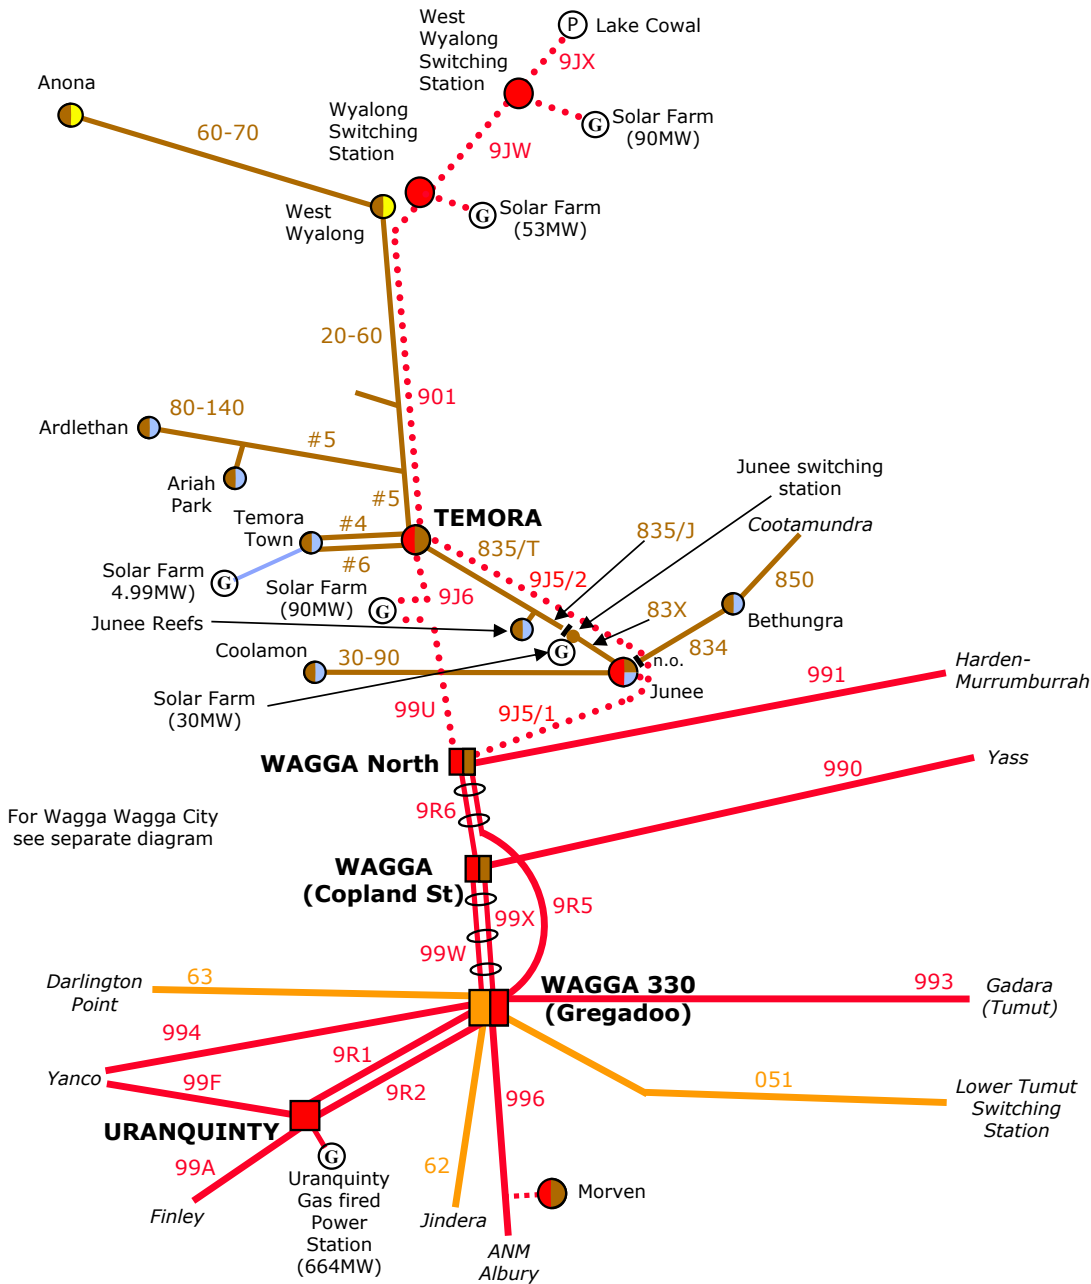 West
Wyalong
Switching
Station
P
Lake Cowal
9JX
Anona
60-70
Wyalong
Switching
Station
G
Solar Farm
(90MW)
9JW
West
Wyalong
G
Solar Farm
(53MW)
20-60
901
80-140
Ardlethan
#5
Ariah
Park
#5
Junee switching
station
Cootamundra
TEMORA
Temora
Town
#4
#6
835/T
835/J
9J5/2
850
Solar Farm
4.99MW)
G
Solar Farm
(90MW)
G
9J6
83X
Bethungra
Junee Reefs
G
834
Coolamon
30-90
n.o.
Junee
Harden-
Murrumburrah
991
Solar Farm
(30MW)
99U
9J5/1
WAGGA North
990
Yass
For Wagga Wagga City
see separate diagram
9R6
WAGGA
(Copland St)
9R5
99X
99W
Darlington
Point
63
WAGGA 330
(Gregadoo)
993
Gadara
(Tumut)
994
9R1
Yanco
99F
9R2
996
051
Lower Tumut
Switching
Station
URANQUINTY
99A
G
62
Uranquinty
Gas fired
Power
Station
(664MW)
Morven
Finley
Jindera
ANM
Albury